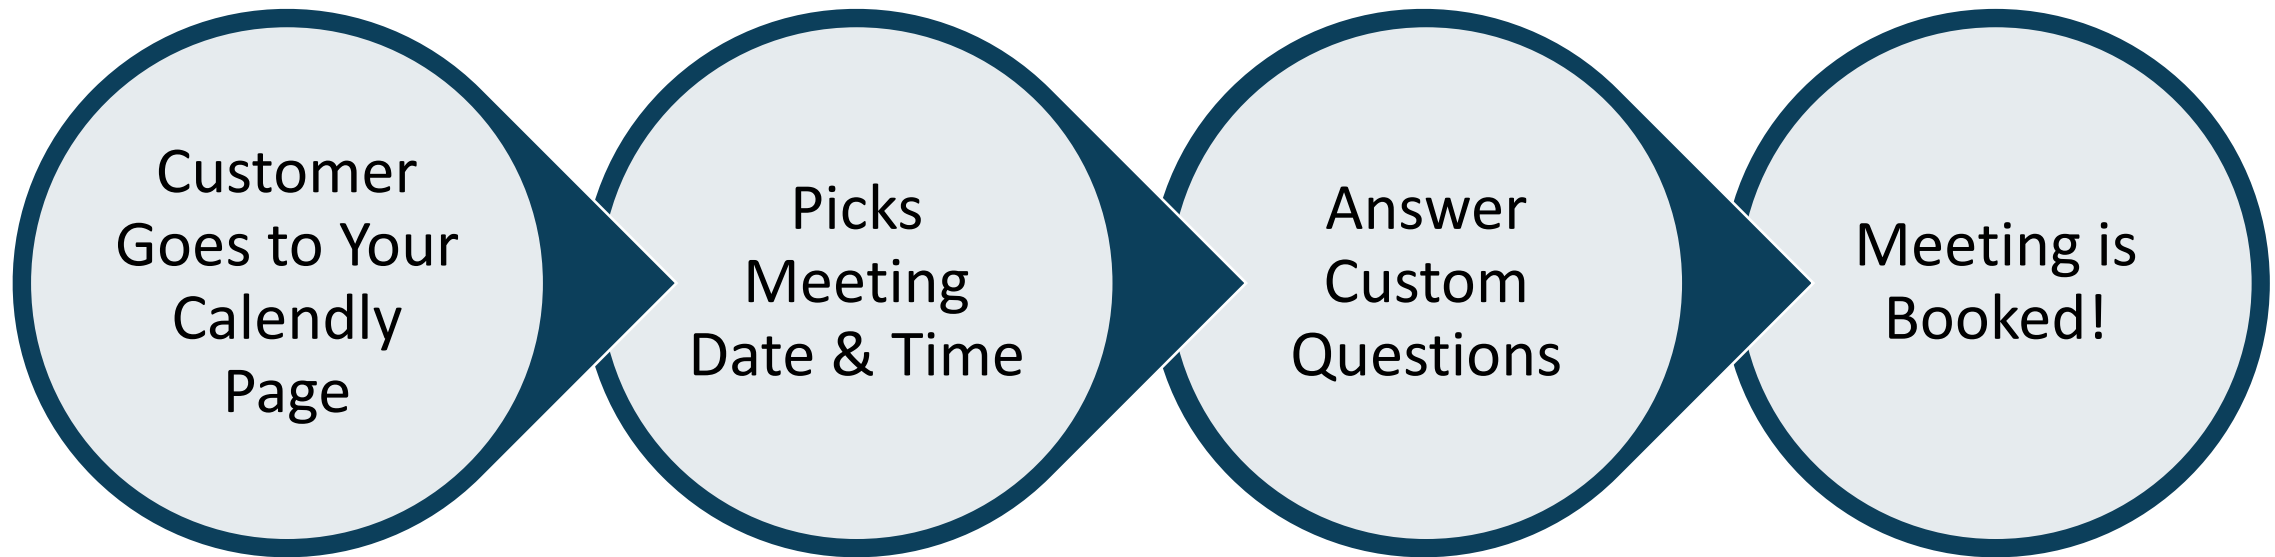 Customer
Goes to Your
Calendly
Page
Picks
Meeting
Date & Time
Answer
Custom
Questions
Meeting is
Booked!